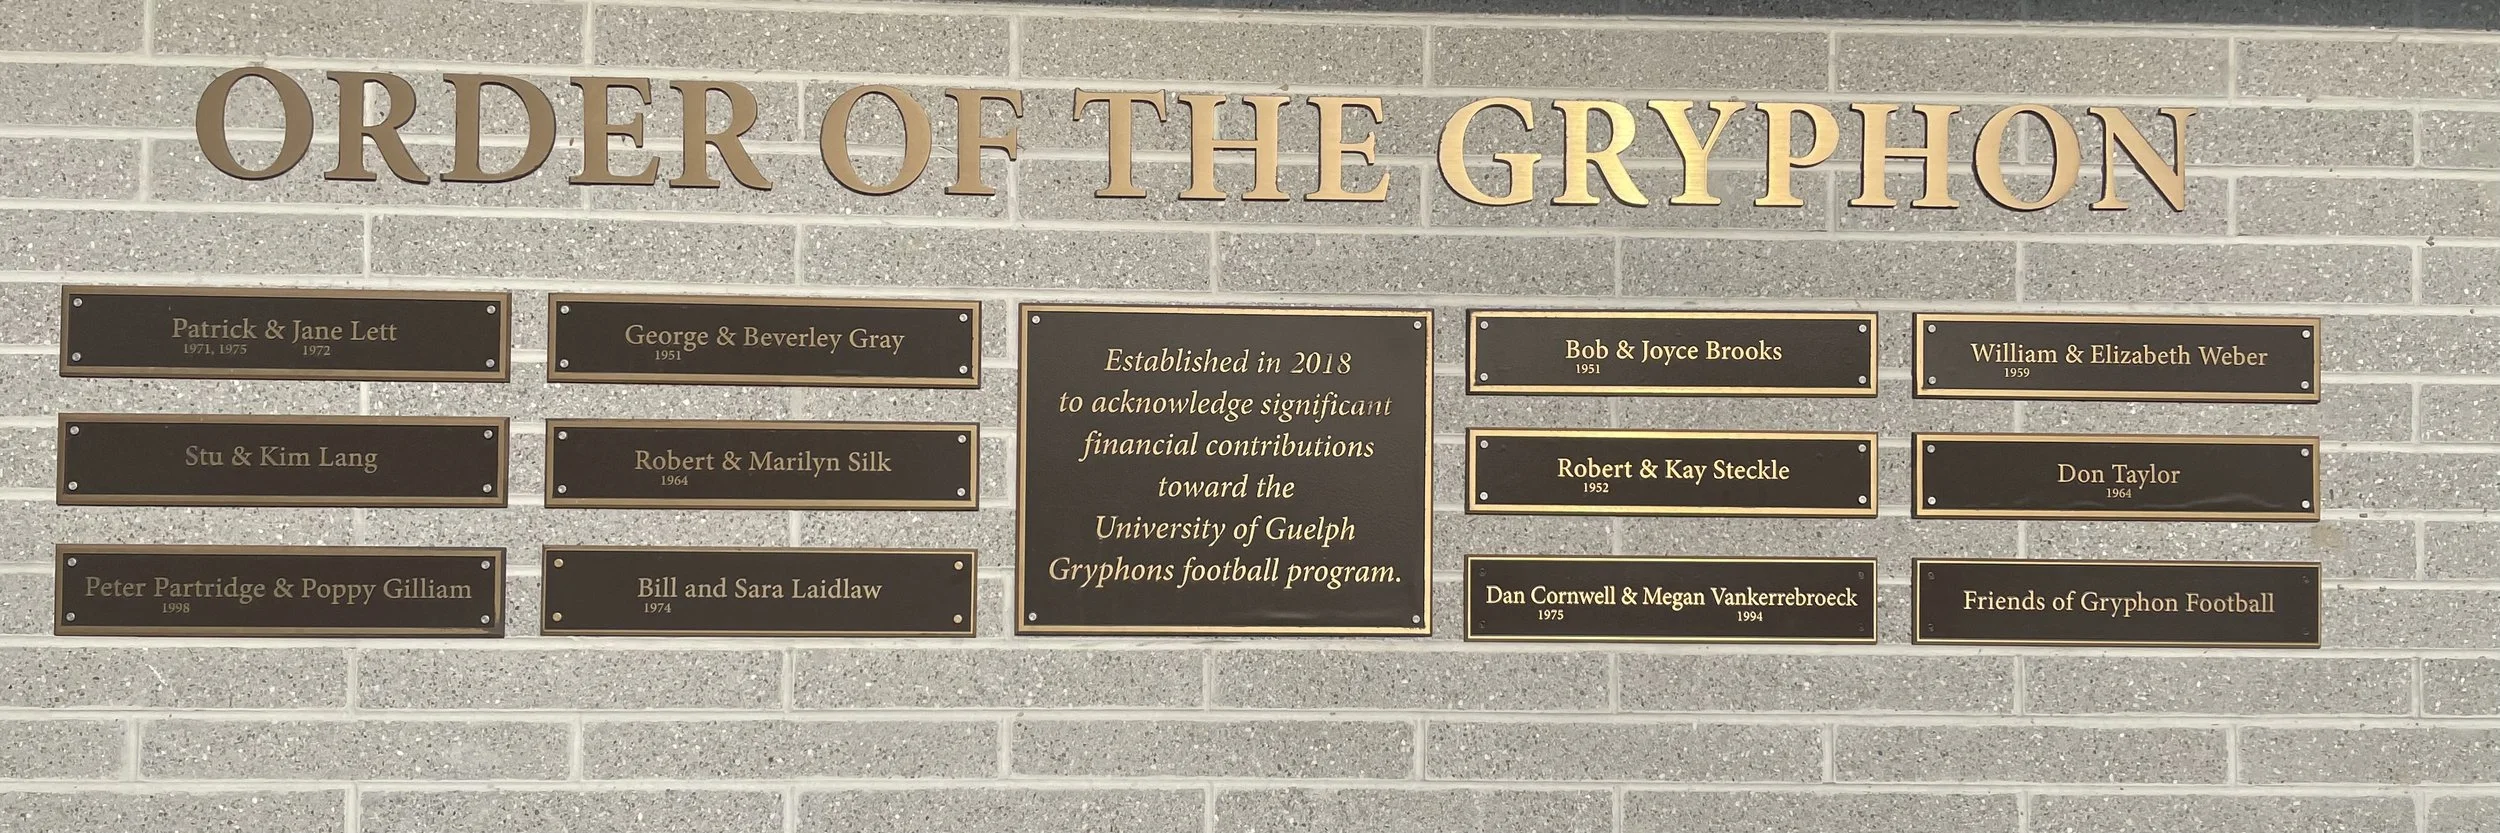 ORDER OF THE GRYPHON
Patrick & Jane Lett
1971, 1975 1972
Stu & Kim Lang
Peter Partridge & Poppy Gilliam
1998
George & Beverley Gray
1951
Robert & Marilyn Silk
1964
Bill and Sara Laidlaw
1974
Established in 2018
to acknowledge significant
financial contributions
toward the
University of Guelph
Gryphons football program.
Bob & Joyce Brooks
1951
Robert & Kay Steckle
1952
Dan Cornwell & Megan Vankerrebroeck
1975 1994
William & Elizabeth Weber
1959
Don Taylor
1964
Friends of Gryphon Football